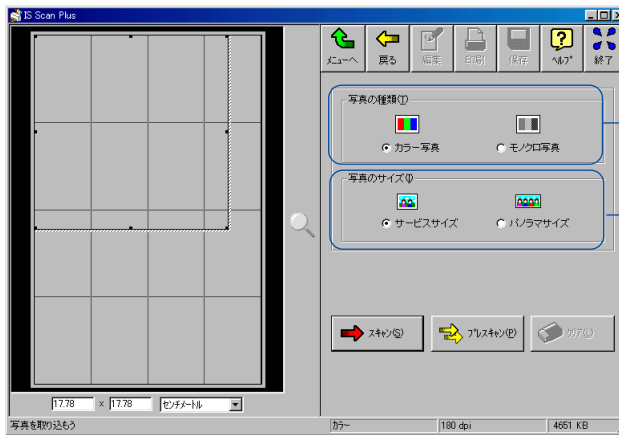 IS Scan Plus
メニューへ
戻る
編集
印刷
保存
ヘルプ
終了
写真の種類(T)
カラー写真
モノクロ写真
写真のサイズ(I)
サービスサイズ
パノラマサイズ
スキャン(S)
プレスキャン(P)
クリア(L)
17.78 × 17.78 センチメートル
写真を取り込もう
カラー
180 dpi
4651 KB